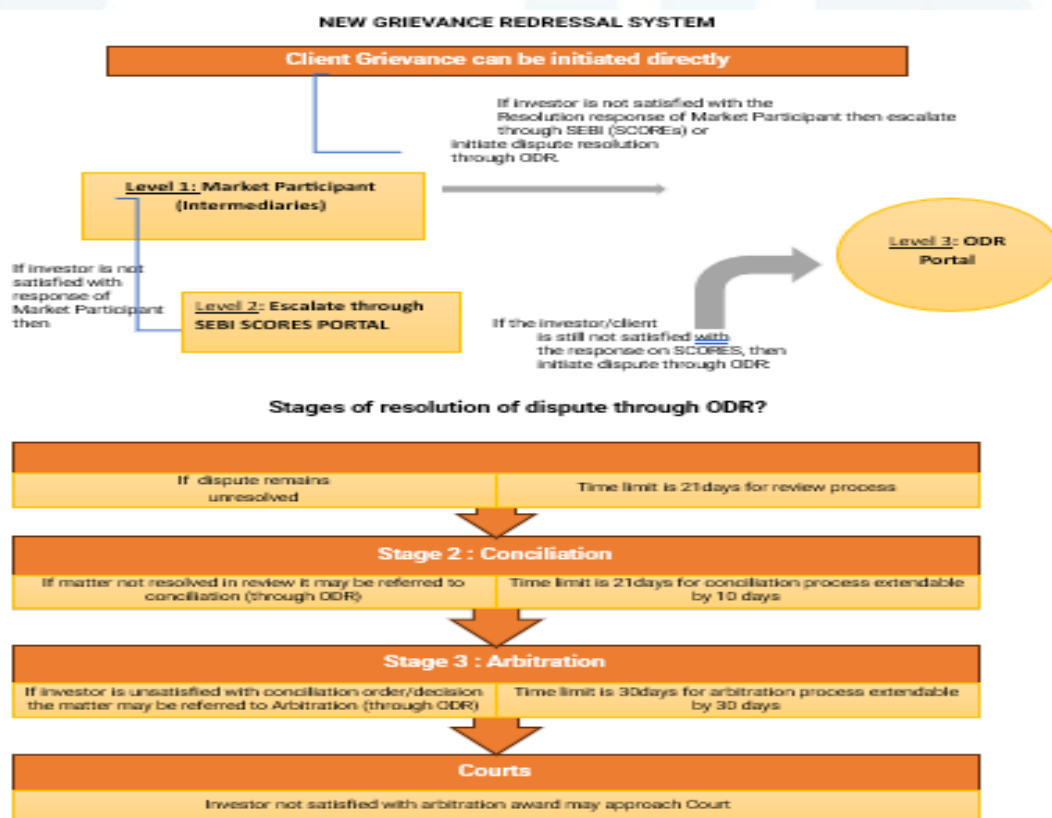 NEW GRIEVANCE REDRESSAL SYSTEM
Client Grievance can be initiated directly
If investor is not satisfied with the
Resolution response of Market Participant then escalate
through SEBI (SCOREs) or
initiate dispute resolution
through ODR.
Level 1: Market Participant
(Intermediaries)
Level 3: ODR
Portal
If investor is not
satisfied with
response of
Market Participant
then
Level 2: Escalate through
SEBI SCORES PORTAL
If the investor/client
is still not satisfied with
the response on SCORES, then
initiate dispute through ODR:
Stages of resolution of dispute through ODR?
If dispute remains
unresolved
Time limit is 21days for review process
Stage 2 : Conciliation
If matter not resolved in review it may be referred to
conciliation (through ODR)
Time limit is 21days for conciliation process extendable
by 10 days
Stage 3 : Arbitration
If investor is unsatisfied with conciliation order/decision
the matter may be referred to Arbitration (through ODR)
Time limit is 30days for arbitration process extendable
by 30 days
Courts
Investor not satisfied with arbitration award may approach Court